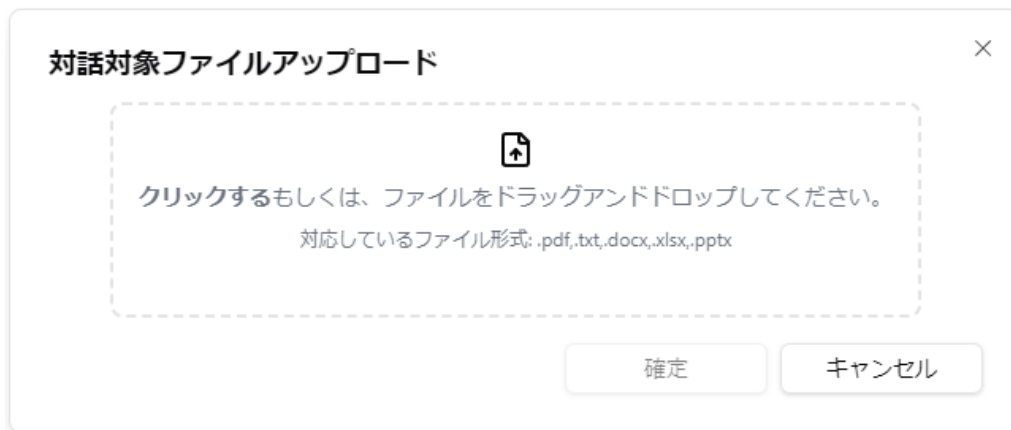 対話対象ファイルアップロード
クリックするもしくは、ファイルをドラッグアンドドロップしてください。
対応しているファイル形式: .pdf,.txt,.docx,.xlsx,.pptx
確定
キャンセル